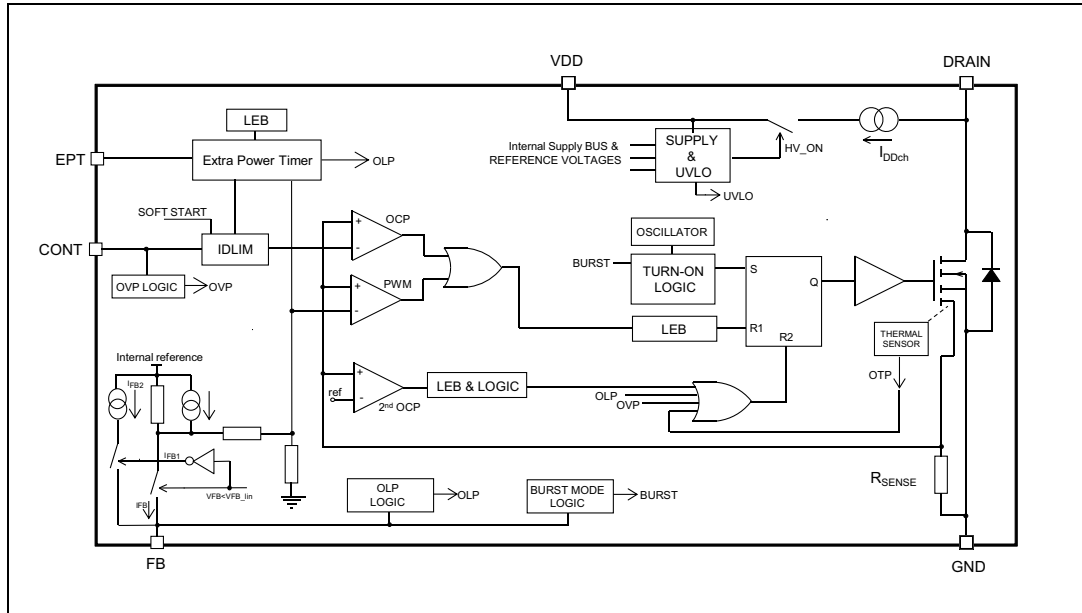 VDD
DRAIN
LEB
EPT
Extra Power Timer
OLP
Internal Supply BUS &
REFERENCE VOLTAGES
SUPPLY
&
UVLO
HV_ON
IDDch
UVLO
SOFT START
OCP
+
-
CONT
IDLIM
OSCILLATOR
BURST
TURN-ON
LOGIC
S
Q
OVP LOGIC
OVP
PWM
+
-
LEB
R1
R2
THERMAL
SENSOR
Internal reference
IFB2
ref
+
-
2nd OCP
LEB & LOGIC
OLP
OVP
OTP
IFB1
VFB<VFB_lin
IFB
OLP
LOGIC
OLP
BURST MODE
LOGIC
BURST
RSENSE
FB
GND